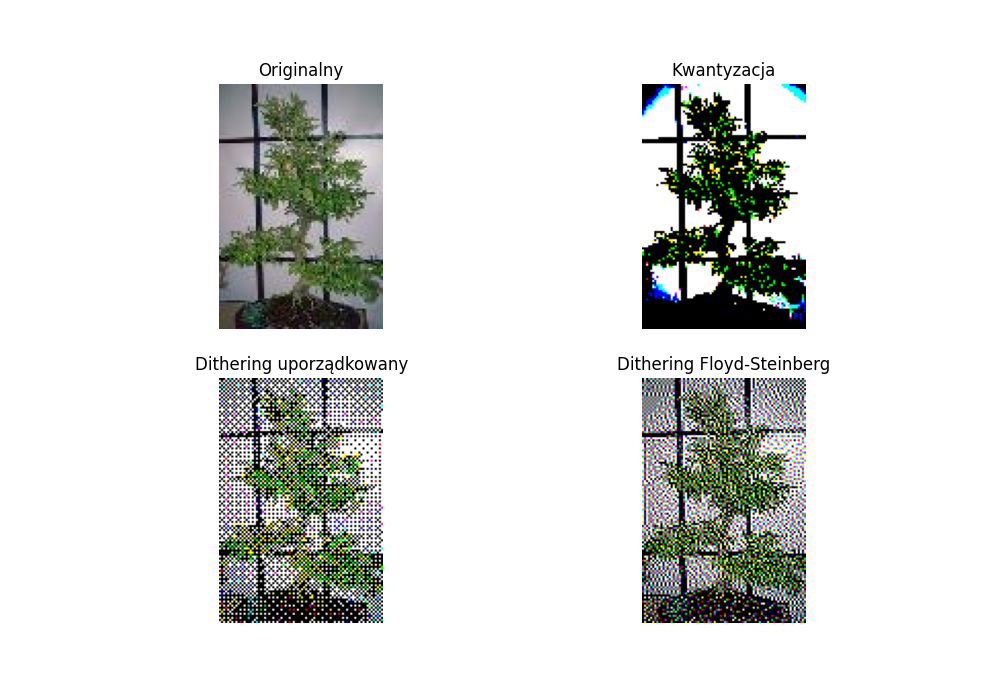 Originalny
Kwantyzacja
Dithering uporządkowany
Dithering Floyd-Steinberg